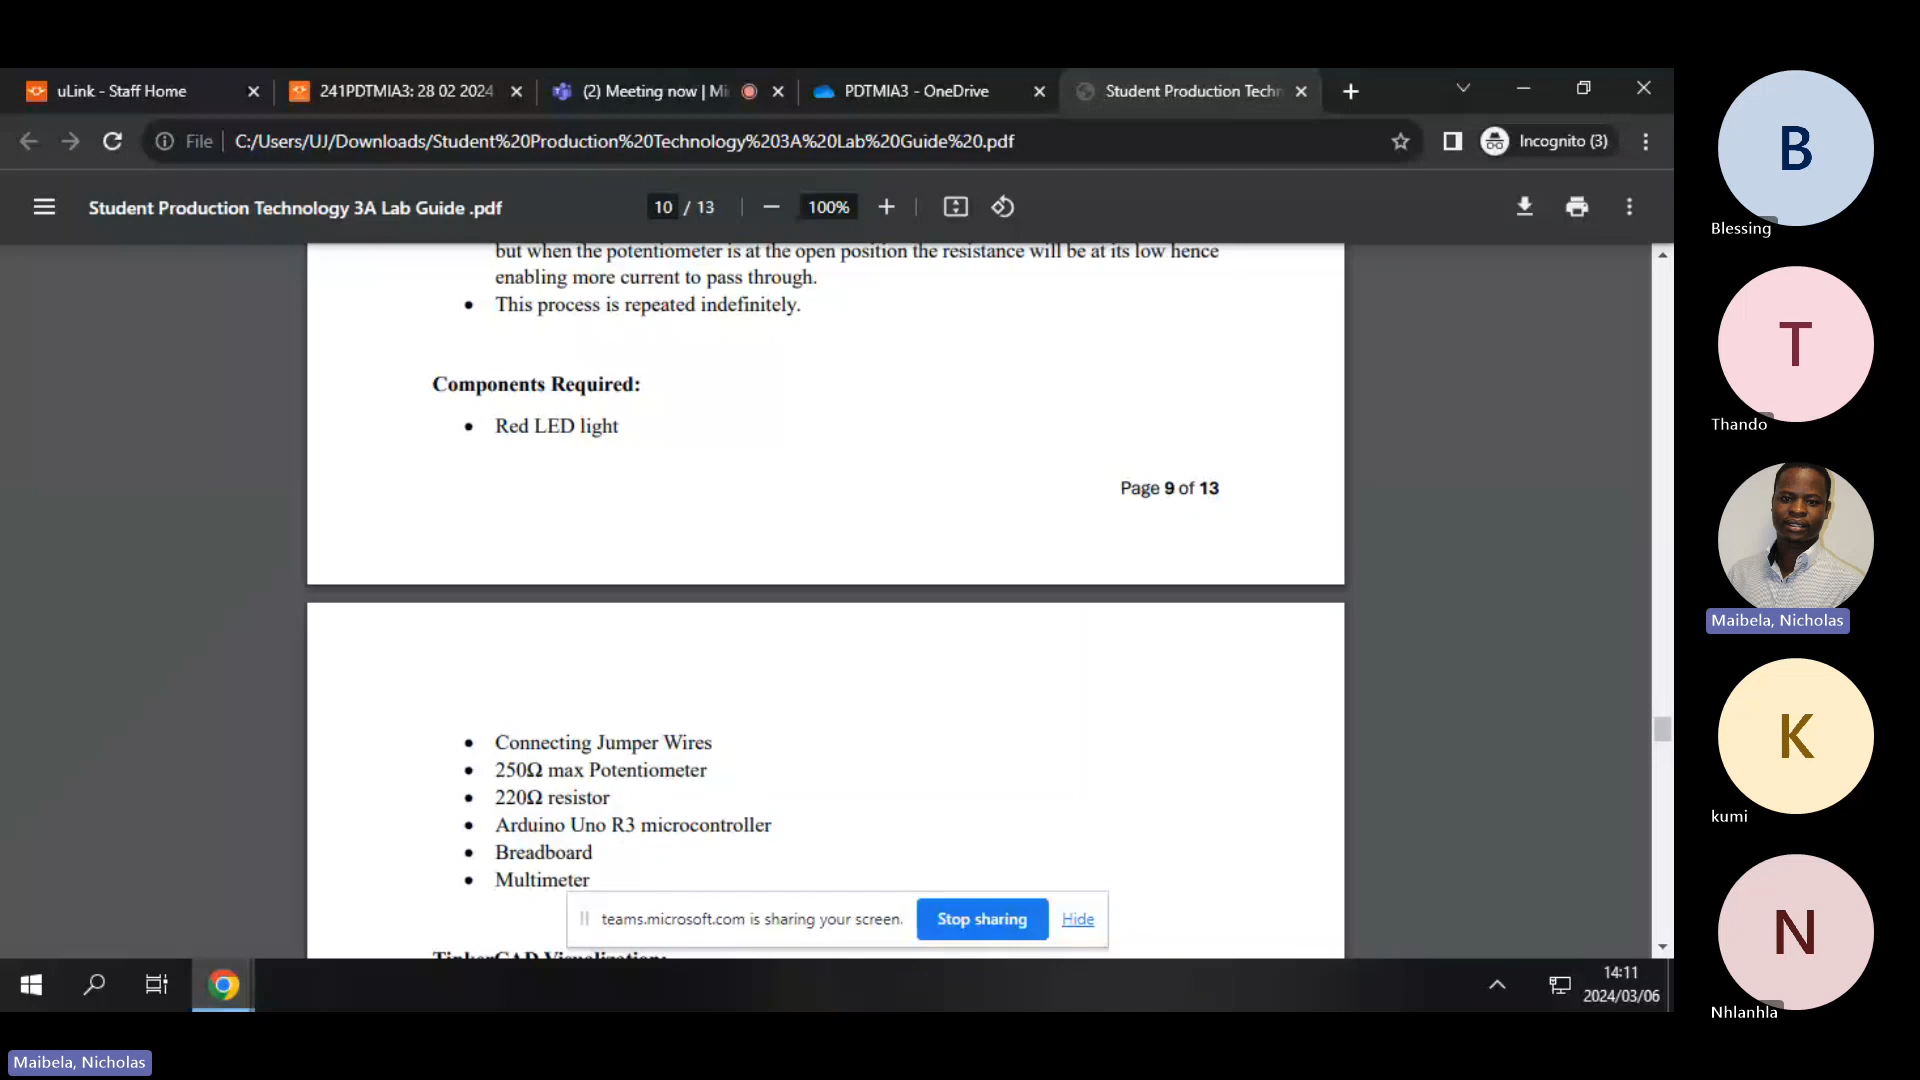 uLink - Staff Home
241PDTMIA3: 28 02 2024
(2) Meeting now | Mi
PDTMIA3 - OneDrive
Student Production Techn
File
C:/Users/UJ/Downloads/Student%20Production%20Technology%203A%20Lab%20Guide%20.pdf
Incognito (3)
Student Production Technology 3A Lab Guide .pdf
10 / 13
100%
but when the potentiometer is at the open position the resistance will be at its low hence
enabling more current to pass through.
• This process is repeated indefinitely.
Components Required:
• Red LED light
Page 9 of 13
• Connecting Jumper Wires
• 250Ω max Potentiometer
• 220Ω resistor
• Arduino Uno R3 microcontroller
• Breadboard
• Multimeter
teams.microsoft.com is sharing your screen.
Stop sharing
Hide
TinkerCAD Visualization:
14:11
2024/03/06
B
Blessing
T
Thando
Maibela, Nicholas
K
kumi
N
Nhlanhla
Maibela, Nicholas